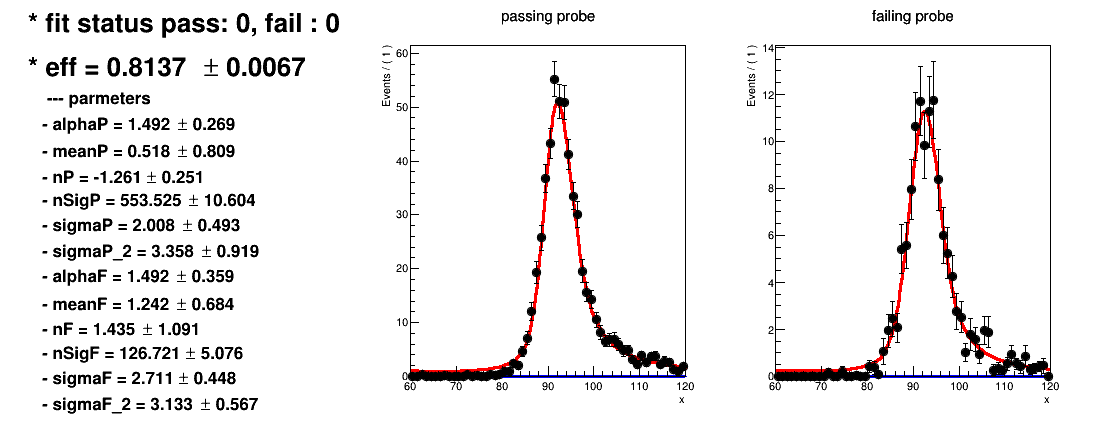 * fit status pass: 0, fail : 0
* eff = 0.8137 ± 0.0067
--- parmeters
- alphaP = 1.492 ± 0.269
- meanP = 0.518 ± 0.809
- nP = -1.261 ± 0.251
- nSigP = 553.525 ± 10.604
- sigmaP = 2.008 ± 0.493
- sigmaP_2 = 3.358 ± 0.919
- alphaF = 1.492 ± 0.359
- meanF = 1.242 ± 0.684
- nF = 1.435 ± 1.091
- nSigF = 126.721 ± 5.076
- sigmaF = 2.711 ± 0.448
- sigmaF_2 = 3.133 ± 0.567
passing probe
Events / ( 1 )
60
50
40
30
20
10
0
60 70 80 90 100 110 120
x
failing probe
Events / ( 1 )
14
12
10
8
6
4
2
0
60 70 80 90 100 110 120
x